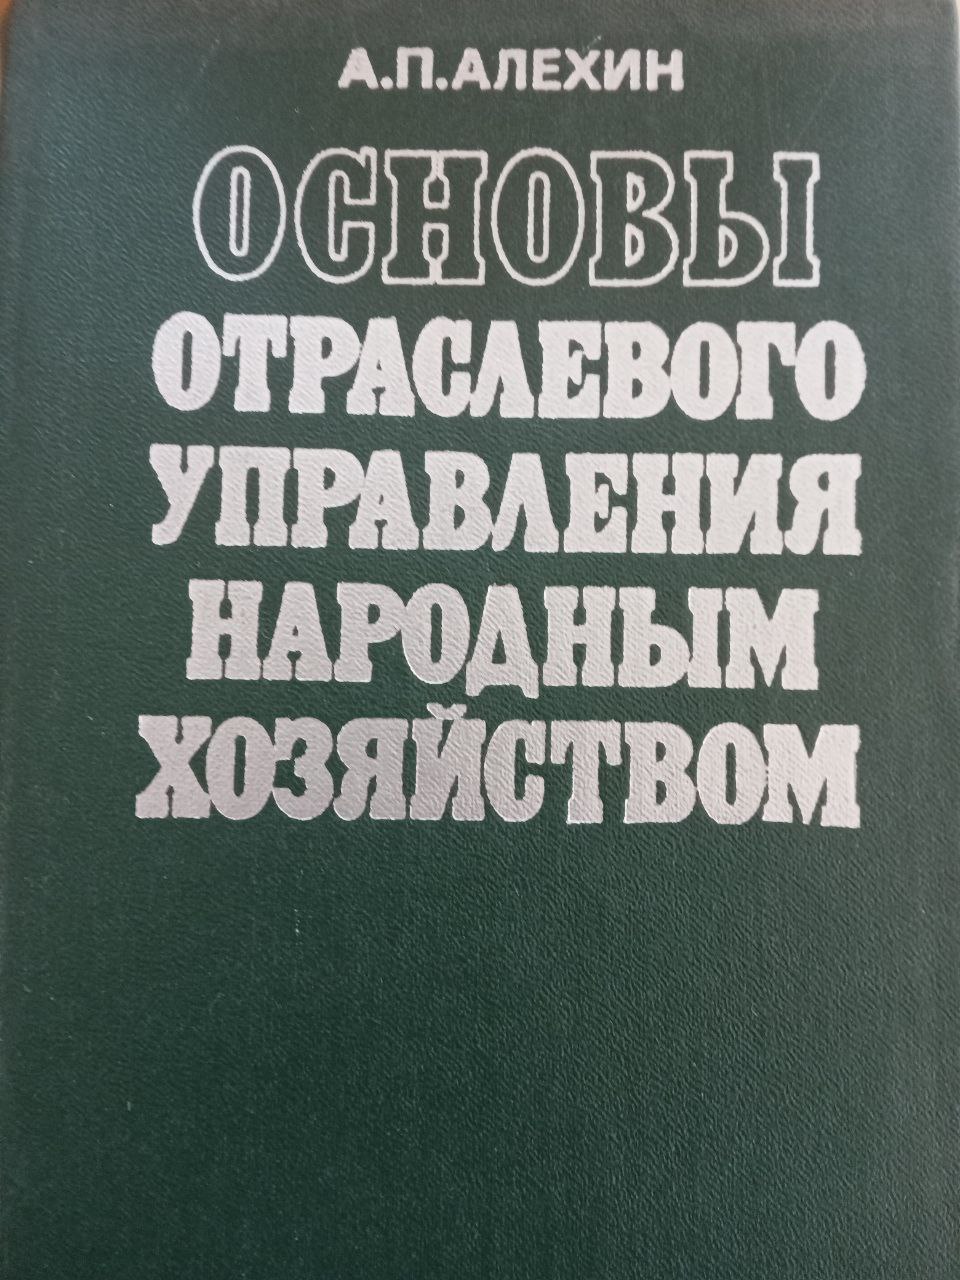 А.П.АЛЕХИН
ОСНОВЫ
ОТРАСЛЕВОГО
УПРАВЛЕНИЯ
НАРОДНЫМ
ХОЗЯЙСТВОМ